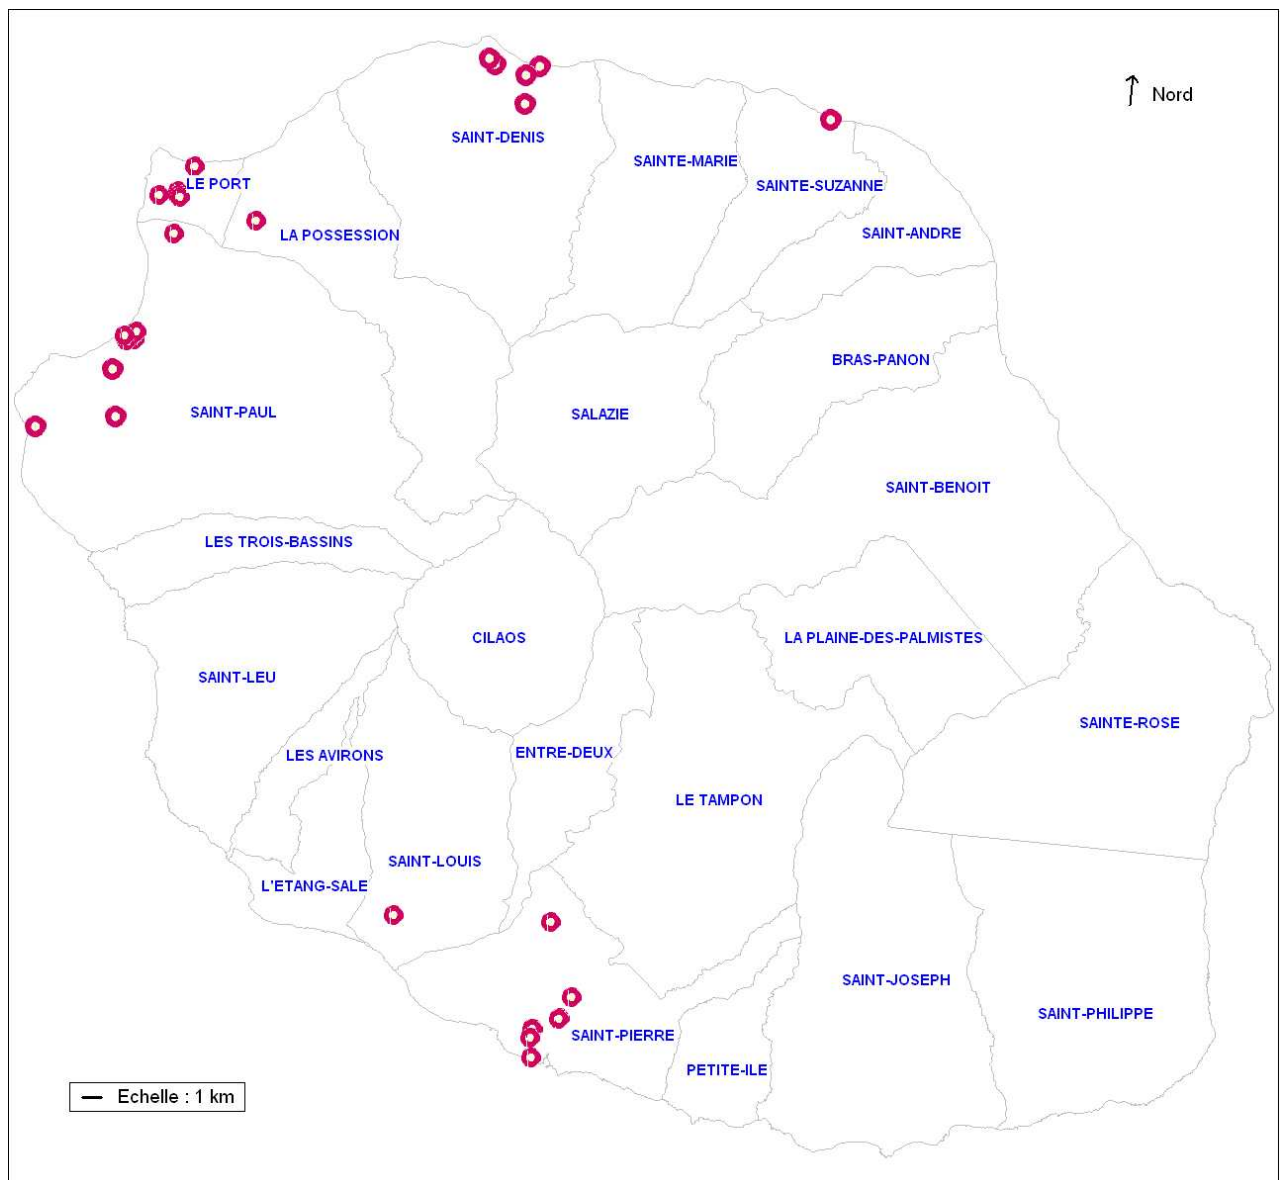 Nord
SAINT-DENIS
SAINTE-MARIE
LE PORT
SAINTE-SUZANNE
LA POSSESSION
SAINT-ANDRE
BRAS-PANON
SAINT-PAUL
SALAZIE
SAINT-BENOIT
LES TROIS-BASSINS
CILAOS
LA PLAINE-DES-PALMISTES
SAINT-LEU
SAINTE-ROSE
LES AVIRONS
ENTRE-DEUX
LE TAMPON
SAINT-LOUIS
L'ETANG-SALE
SAINT-JOSEPH
SAINT-PHILIPPE
SAINT-PIERRE
PETITE-ILE
Echelle : 1 km